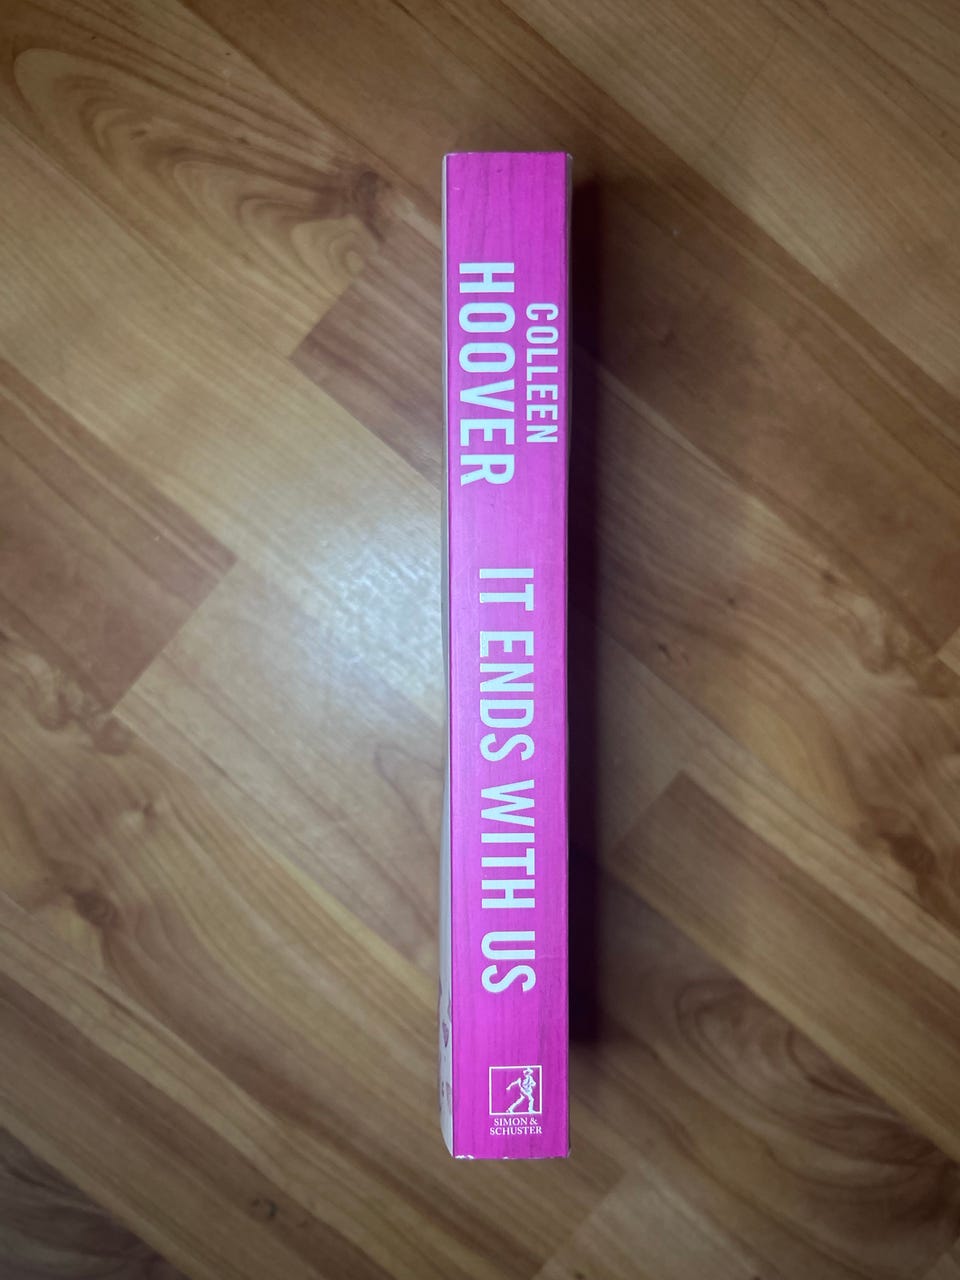 COLLEEN
HOOVER
IT ENDS WITH US
SIMON &
SCHUSTER